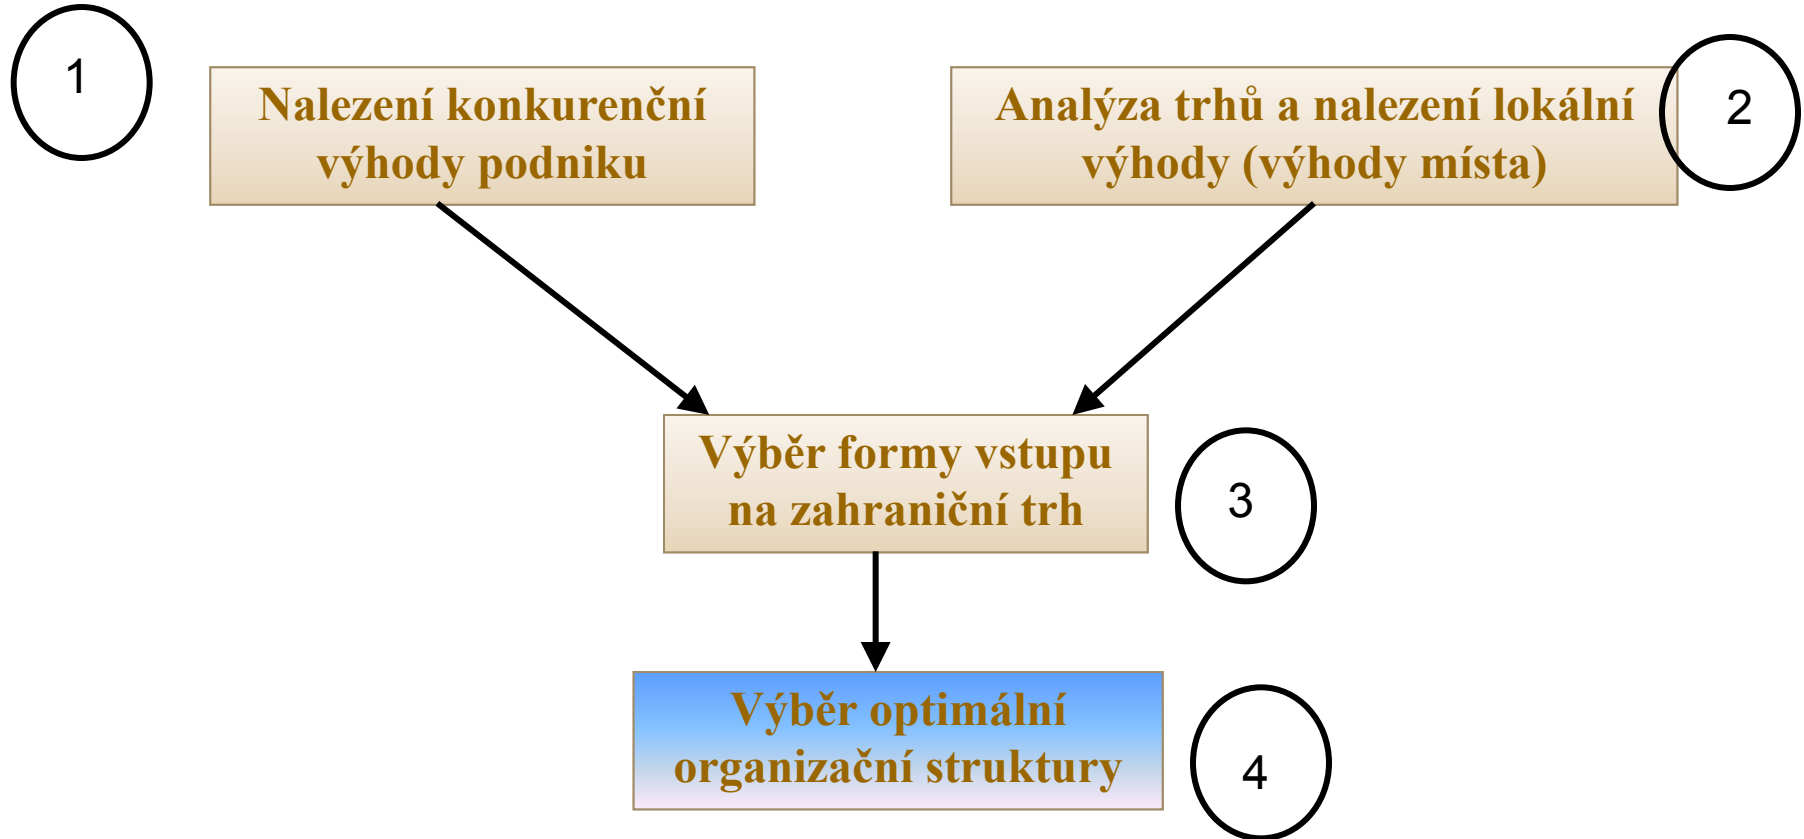 1
Nalezení konkurenční
výhody podniku
Analýza trhů a nalezení lokální
výhody (výhody místa)
2
Výběr formy vstupu
na zahraniční trh
3
Výběr optimální
organizační struktury
4